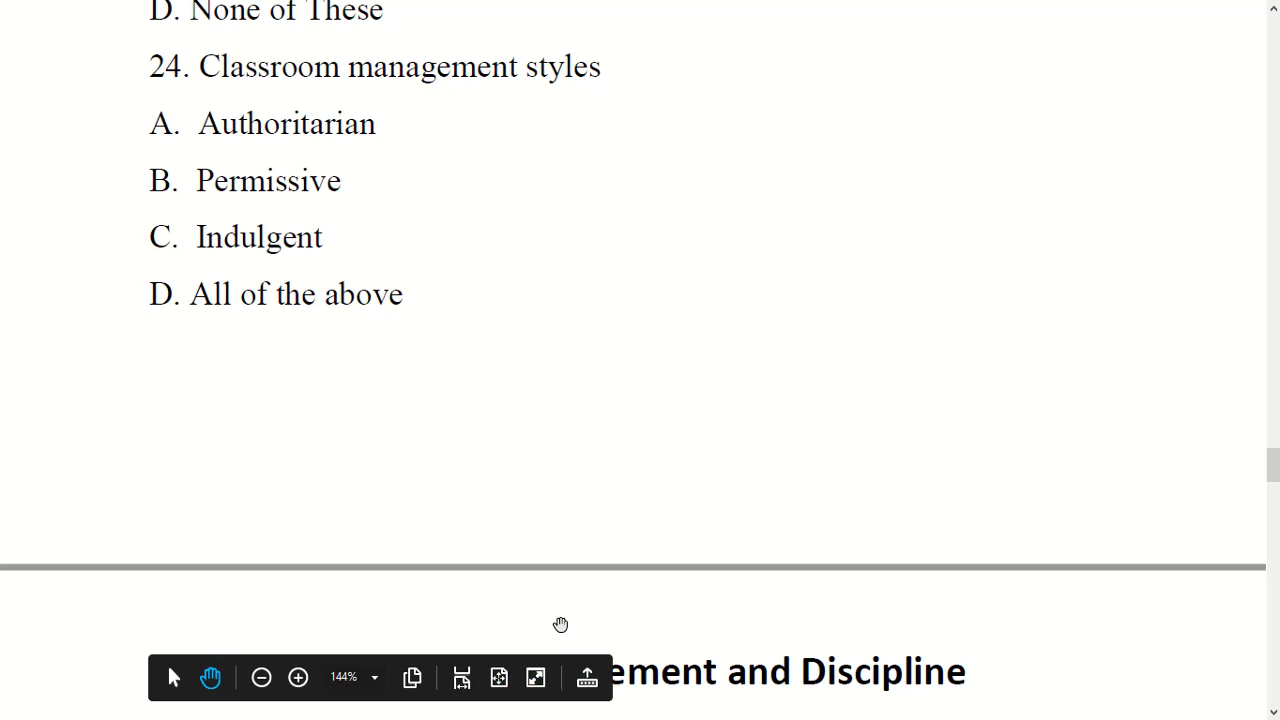 D. None of These
24. Classroom management styles
A. Authoritarian
B. Permissive
C. Indulgent
D. All of the above
144%
ement and Discipline